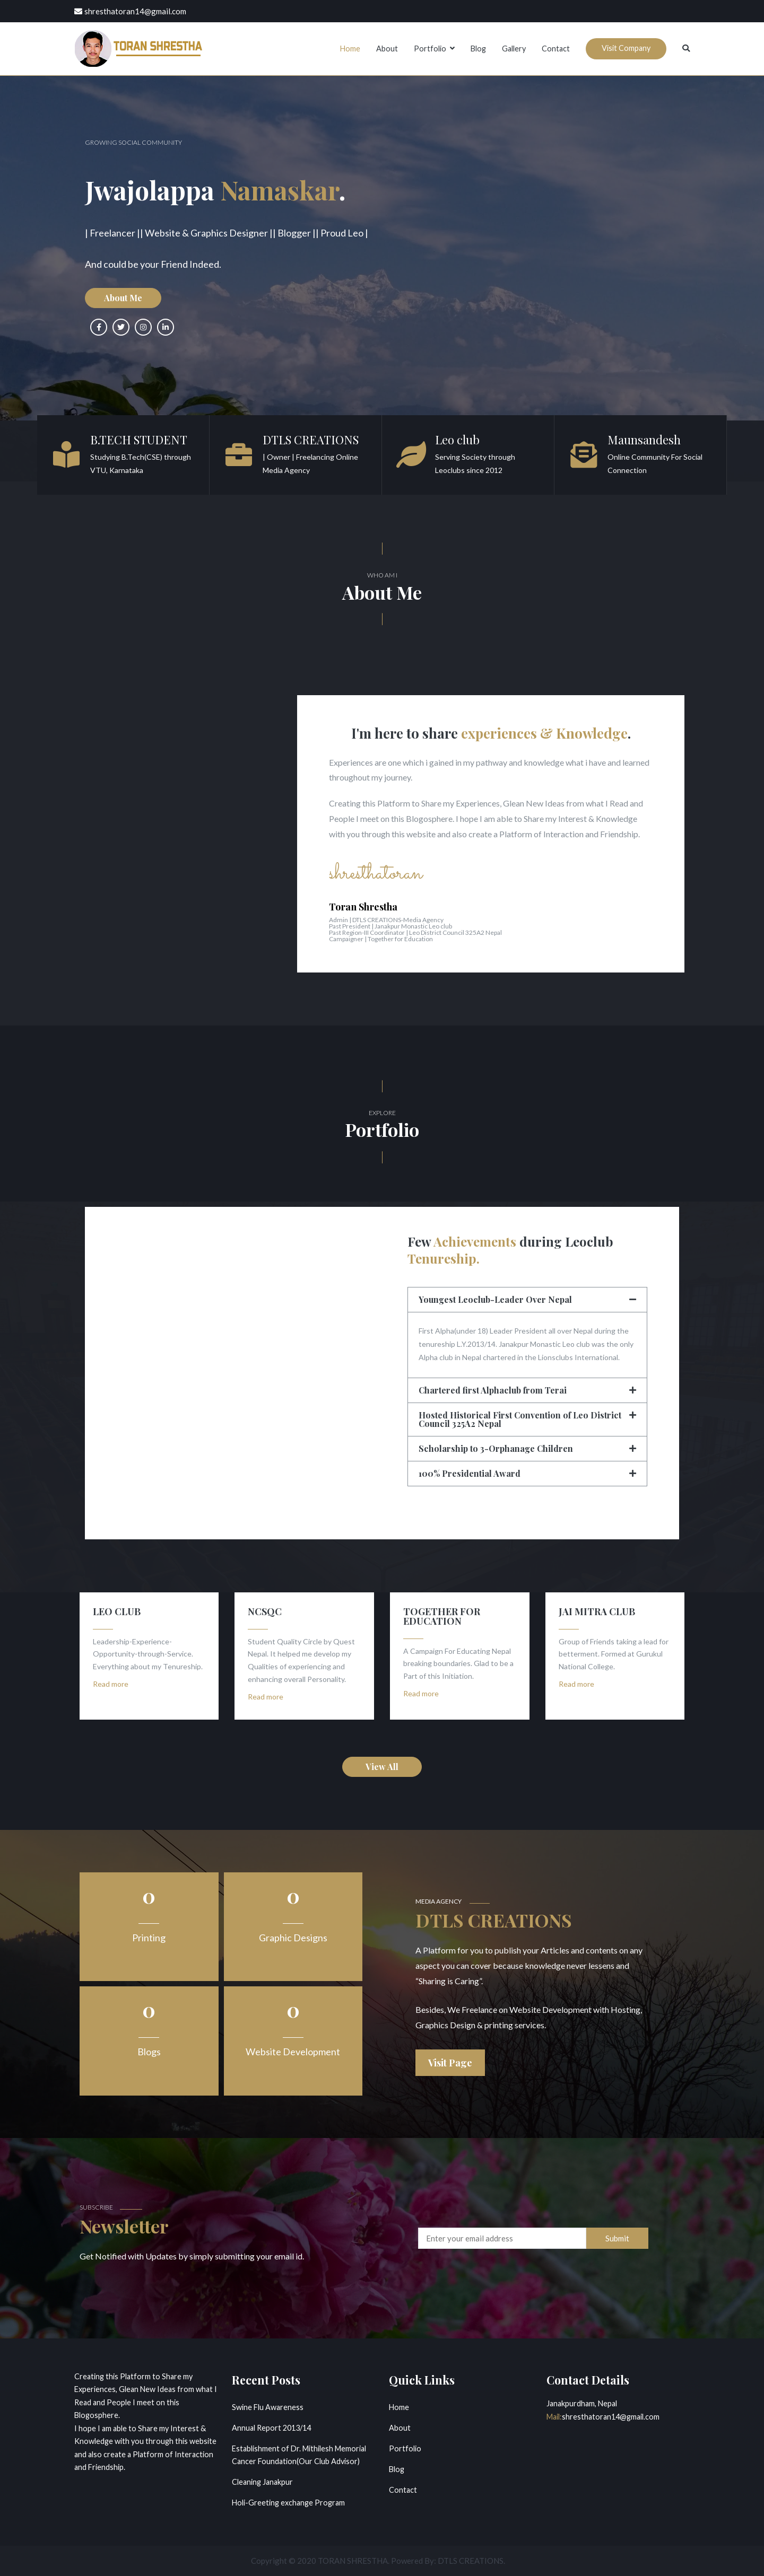 shresthatoran14@gmail.com
TORAN SHRESTHA
Home About Portfolio Blog Gallery Contact Visit Company
GROWING SOCIAL COMMUNITY
Jwajolappa Namaskar.
| Freelancer || Website & Graphics Designer || Blogger || Proud Leo |
And could be your Friend Indeed.
About Me
B.TECH STUDENT
Studying B.Tech(CSE) through
VTU, Karnataka
DTLS CREATIONS
| Owner | Freelancing Online
Media Agency
Leo club
Serving Society through
Leoclubs since 2012
Maunsandesh
Online Community For Social
Connection
WHO AM I
About Me
I'm here to share experiences & Knowledge.
Experiences are one which i gained in my pathway and knowledge what i have and learned
throughout my journey.
Creating this Platform to Share my Experiences, Glean New Ideas from what I Read and
People I meet on this Blogosphere. I hope I am able to Share my Interest & Knowledge
with you through this website and also create a Platform of Interaction and Friendship.
shresthatoran
Toran Shrestha
Admin | DTLS CREATIONS-Media Agency
Past President | Janakpur Monastic Leo club
Past Region III Coordinator | Leo District Council 325A2 Nepal
Campaigner | Together for Education
EXPLORE
Portfolio
Few Achievements during Leoclub
Tenureship.
Youngest Leoclub-Leader Over Nepal
First Alpha(under 18) Leader President all over Nepal during the
tenureship L.Y.2013/14. Janakpur Monastic Leo club was the only
Alpha club in Nepal chartered in the Lionsclubs International.
Chartered first Alphaclub from Terai
Hosted Historical First Convention of Leo District
Council 325A2 Nepal
Scholarship to 3-Orphanage Children
100% Presidential Award
LEO CLUB
Leadership-Experience-
Opportunity-through-Service.
Everything about my Tenureship.
Read more
NCSQC
Student Quality Circle by Quest
Nepal. It helped me develop my
Qualities of experiencing and
enhancing overall Personality.
Read more
TOGETHER FOR
EDUCATION
A Campaign For Educating Nepal
breaking boundaries. Glad to be a
Part of this Initiation.
Read more
JAI MITRA CLUB
Group of Friends taking a lead for
betterment. Formed at Gurukul
National College.
Read more
View All
0
Printing
0
Graphic Designs
0
Blogs
0
Website Development
MEDIA AGENCY
DTLS CREATIONS
A Platform for you to publish your Articles and contents on any
aspect you can cover because knowledge never lessens and
“Sharing is Caring”.
Besides, We Freelance on Website Development with Hosting,
Graphics Design & printing services.
Visit Page
SUBSCRIBE
Newsletter
Get Notified with Updates by simply submitting your email id.
Enter your email address
Submit
Creating this Platform to Share my
Experiences, Glean New Ideas from what I
Read and People I meet on this
Blogosphere.
I hope I am able to Share my Interest &
Knowledge with you through this website
and also create a Platform of Interaction
and Friendship.
Recent Posts
Swine Flu Awareness
Annual Report 2013/14
Establishment of Dr. Mithilesh Memorial
Cancer Foundation(Our Club Advisor)
Cleaning Janakpur
Holi-Greeting exchange Program
Quick Links
Home
About
Portfolio
Blog
Contact
Contact Details
Janakpurdham, Nepal
Mail:shresthatoran14@gmail.com
Copyright © 2020 TORAN SHRESTHA. Powered By: DTLS CREATIONS.